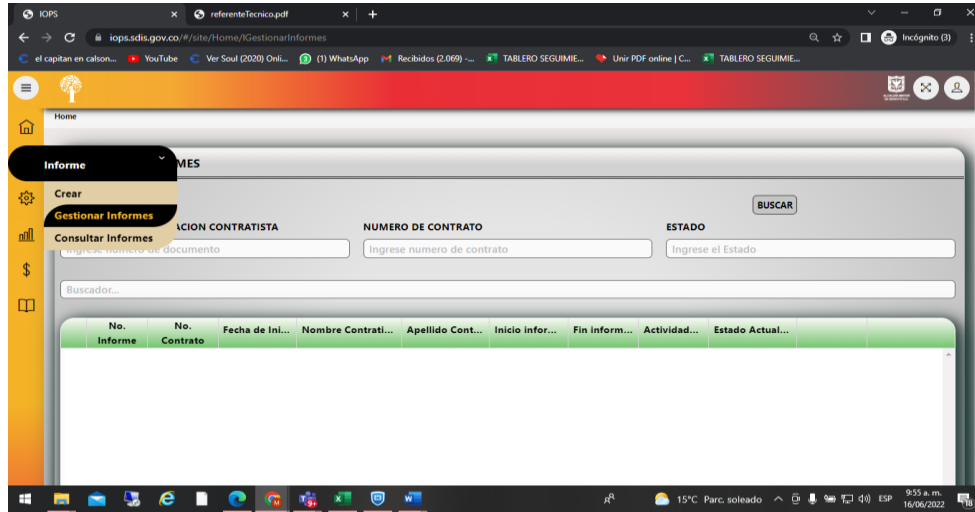 IOPS
referenteTecnico.pdf
iops.sdis.gov.co/#/site/Home/IGestionarInformes
Incógnito (3)
el capitan en calson...
YouTube
Ver Soul (2020) Onli...
(1) WhatsApp
Recibidos (2.069) -...
TABLERO SEGUIMIE...
Unir PDF online | C...
TABLERO SEGUIMIE...
Home
Informe
MES
Crear
Gestionar Informes
Consultar Informes
BUSCAR
ACION CONTRATISTA
NUMERO DE CONTRATO
ESTADO
Ingrese numero de documento
Ingrese numero de contrato
Ingrese el Estado
Buscador...
No. Informe
No. Contrato
Fecha de Ini...
Nombre Contrati...
Apellido Cont...
Inicio infor...
Fin inform...
Actividad...
Estado Actual...
15°C Parc. soleado
ESP
9:55 a. m.
16/06/2022